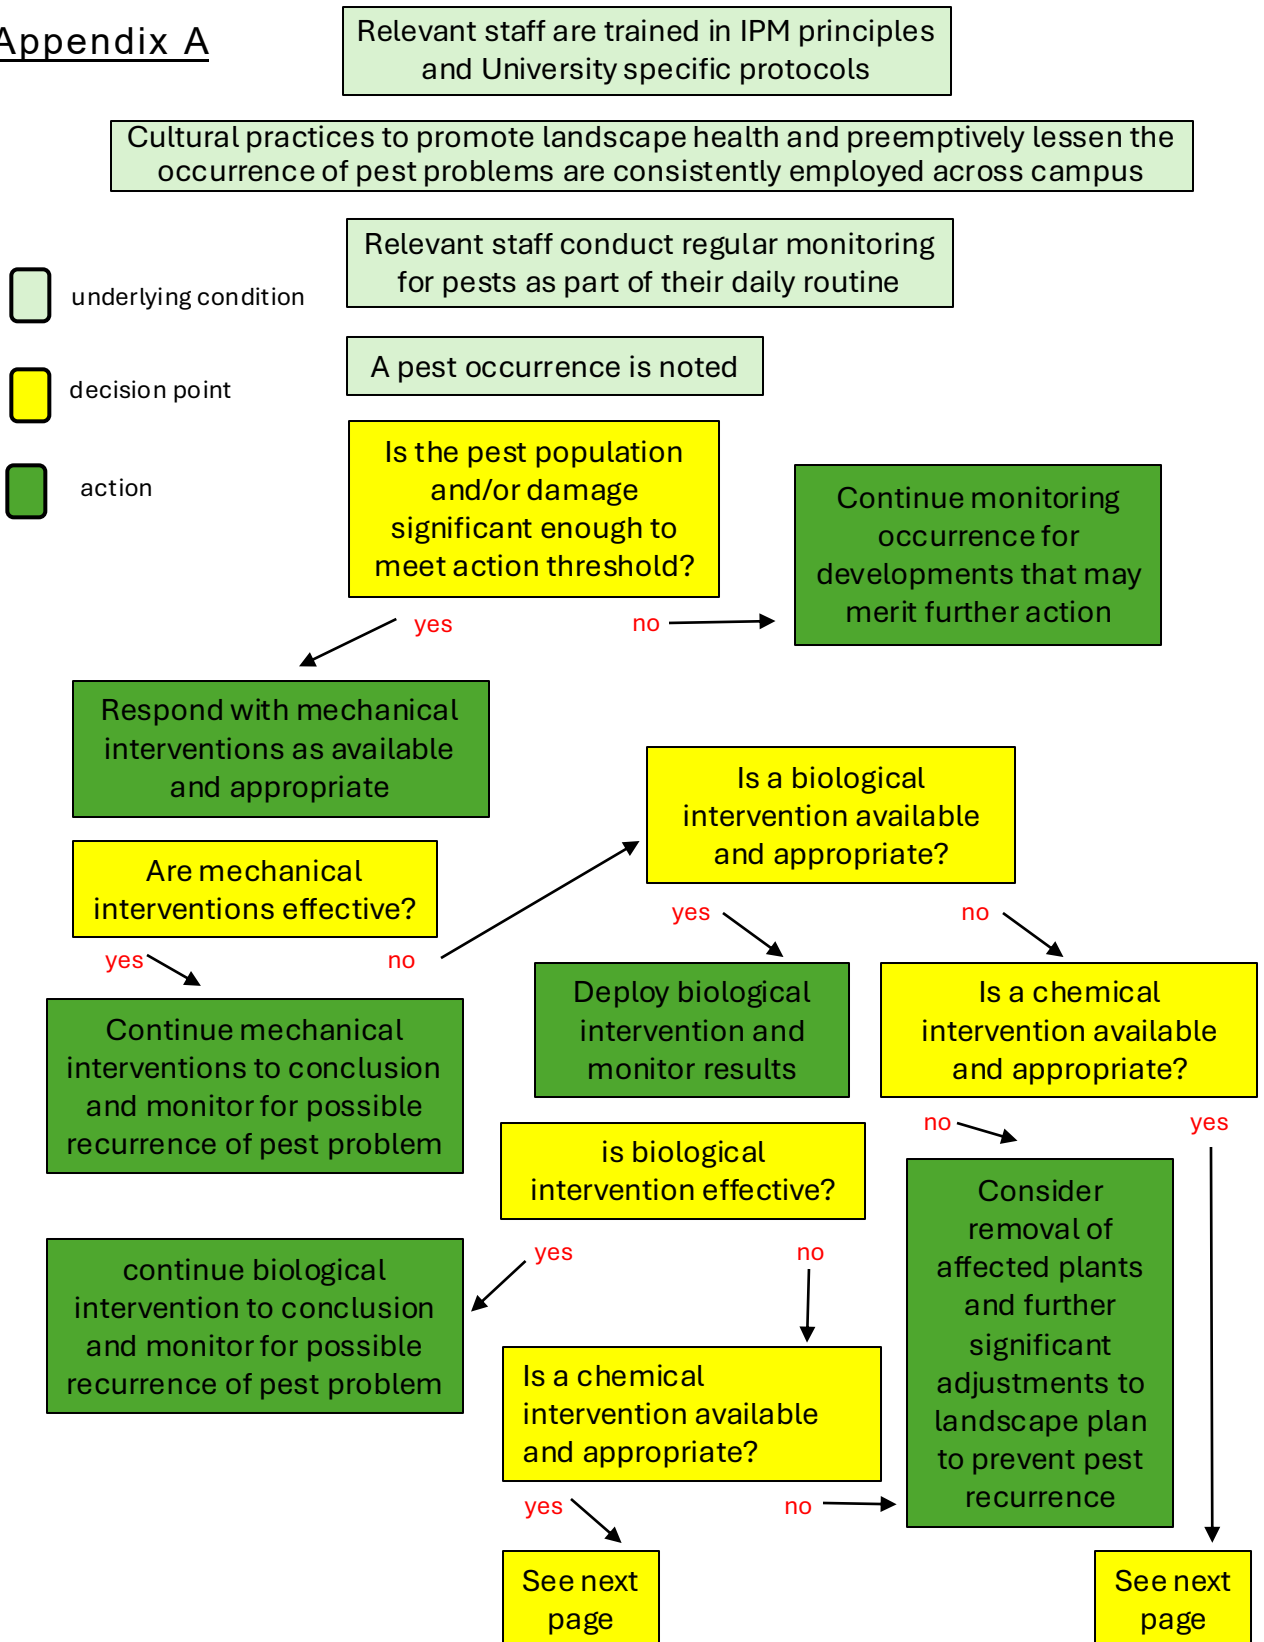 Appendix A
Relevant staff are trained in IPM principles
and University specific protocols
Cultural practices to promote landscape health and preemptively lessen the
occurrence of pest problems are consistently employed across campus
Relevant staff conduct regular monitoring
for pests as part of their daily routine
underlying condition
A pest occurrence is noted
decision point
action
Is the pest population
and/or damage
significant enough to
meet action threshold?
Continue monitoring
occurrence for
developments that may
merit further action
yes
no
Respond with mechanical
interventions as available
and appropriate
Is a biological
intervention available
and appropriate?
Are mechanical
interventions effective?
yes
no
yes
no
Continue mechanical
interventions to conclusion
and monitor for possible
recurrence of pest problem
Deploy biological
intervention and
monitor results
Is a chemical
intervention available
and appropriate?
no
yes
is biological
intervention effective?
Consider
removal of
affected plants
and further
significant
adjustments to
landscape plan
to prevent pest
recurrence
yes
no
continue biological
intervention to conclusion
and monitor for possible
recurrence of pest problem
Is a chemical
intervention available
and appropriate?
yes
no
See next
page
See next
page